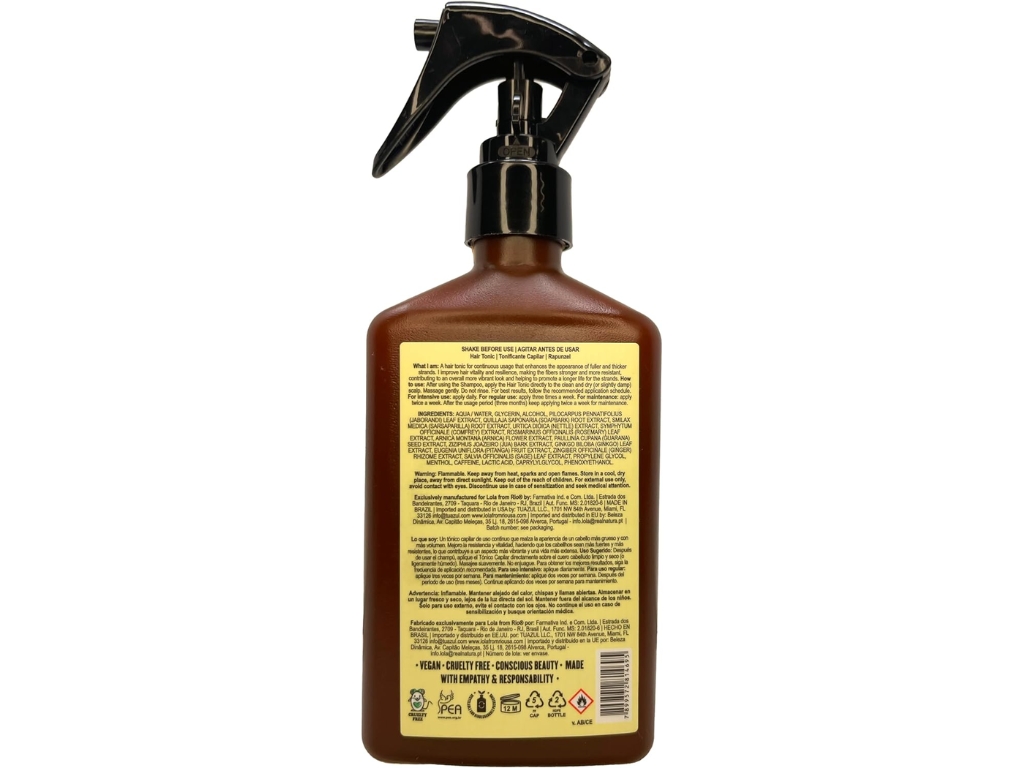 OPEN
SHAKE BEFORE USE | AGITAR ANTES DE USAR
Hair Tonic | Tonificante Capilar | Rapunzel
What I am: A hair tonic for continuous usage that enhances the appearance of fuller and thicker
strands. I improve hair vitality and resilience, making the fibers stronger and more resistant,
contributing to an overall more vibrant look and helping to promote a longer life for the strands. How
to use: After using the Shampoo, apply the Hair Tonic directly to the clean and dry (or slightly damp)
scalp. Massage gently. Do not rinse. For best results, follow the recommended application schedule.
For intensive use: apply daily. For regular use: apply three times a week. For maintenance: apply
twice a week. After the usage period (three months) keep applying twice a week for maintenance.
INGREDIENTS: AQUA / WATER, GLYCERIN, ALCOHOL, PILOCARPUS PENNATIFOLIUS
(JABORANDI) LEAF EXTRACT, QUILLAJA SAPONARIA (SOAPBARK) ROOT EXTRACT, SMILAX
MEDICA (SARSAPARILLA) ROOT EXTRACT, URTICA DIOICA (NETTLE) EXTRACT, SYMPHYTUM
OFFICINALE (COMFREY) EXTRACT, ROSMARINUS OFFICINALIS (ROSEMARY) LEAF
EXTRACT, ARNICA MONTANA (ARNICA) FLOWER EXTRACT, PAULLINIA CUPANA (GUARANA)
SEED EXTRACT, ZIZIPHUS JOAZEIRO (JUA) BARK EXTRACT, GINKGO BILOBA (GINKGO) LEAF
EXTRACT, EUGENIA UNIFLORA (PITANGA) FRUIT EXTRACT, ZINGIBER OFFICINALE (GINGER)
RHIZOME EXTRACT, SALVIA OFFICINALIS (SAGE) LEAF EXTRACT, PROPYLENE GLYCOL,
MENTHOL, CAFFEINE, LACTIC ACID, CAPRYLYLGLYCOL, PHENOXYETHANOL.
Warning: Flammable. Keep away from heat, sparks and open flames. Store in a cool, dry
place, away from direct sunlight. Keep out of the reach of children. For external use only,
avoid contact with eyes. Discontinue use in case of sensitization and seek medical attention.
Exclusively manufactured for Lola from Rio® by: Farmativa Ind. e Com. Ltda. | Estrada dos
Bandeirantes, 2709 - Taquara - Rio de Janeiro - RJ, Brazil | Aut. Func. MS: 2.01820-6 | MADE IN
BRAZIL | Imported and distributed in USA by: TUAZUL LLC., 1701 NW 84th Avenue, Miami, FL
33126 info@tuazul.com www.lolafromriousa.com | Imported and distributed in EU by: Beleza
Dinâmica, Av. Capitão Meleças, 35 Lj. 18, 2615-098 Alverca, Portugal - info.lola@realnatura.pt |
Batch number: see packaging.
Lo que soy: Un tónico capilar de uso continuo que realza la apariencia de un cabello más grueso y con
más volumen. Mejoro la resistencia y vitalidad, haciendo que los cabellos sean más fuertes y más
resistentes, lo que contribuye a un aspecto más vibrante y una vida más extensa. Uso Sugerido: Después
de usar el champú, aplique el Tónico Capilar directamente sobre el cuero cabelludo limpio y seco (o
ligeramente húmedo). Masajee suavemente. No enjuague. Para obtener los mejores resultados, siga la
frecuencia de aplicación recomendada. Para uso intensivo: aplique diariamente. Para uso regular:
aplique tres veces por semana. Para mantenimiento: aplique dos veces por semana. Después del
período de uso (tres meses). Continue aplicando dos veces por semana para mantenimiento.
Advertencia: Inflamable. Mantener alejado del calor, chispas y llamas abiertas. Almacenar en
un lugar fresco y seco, lejos de la luz directa del sol. Mantener fuera del alcance de los niños.
Solo para uso externo, evite el contacto con los ojos. No continue el uso en caso de
sensibilización y busque orientación médica.
Fabricado exclusivamente para Lola from Rio® por: Farmativa Ind. e Com. Ltda. | Estrada dos
Bandeirantes, 2709 - Taquara - Rio de Janeiro - RJ, Brasil | Aut. Func. MS: 2.01820-6 | HECHO EN
BRASIL | Importado y distribuido en EE.UU. por: TUAZUL LLC., 1701 NW 84th Avenue, Miami, FL
33126 info@tuazul.com www.lolafromriousa.com | Importado y distribuido en la UE por: Beleza
Dinâmica, Av. Capitão Meleças, 35 Lj. 18, 2615-098 Alverca, Portugal -
info.lola@realnatura.pt | Número de lote: ver envase.
• VEGAN • CRUELTY FREE • CONSCIOUS BEAUTY • MADE
WITH EMPATHY & RESPONSIBILITY •
CRUELTY
FREE
PEA
www.pea.org.br
12 M
5
PP
CAP
2
HDPE
BOTTLE
v. AB/CE